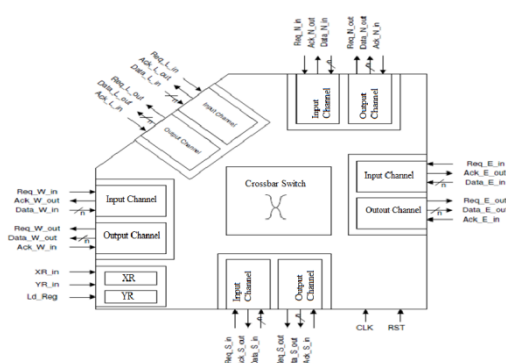 Req_N_in
Ack_N_out
Data_N_in
n
Req_N_out
Data_N_out
n
Ack_N_in
Req_L_in
Ack_L_out
Data_L_in
n
Req_L_out
Data_L_out
n
Ack_L_in
Input Channel
Output Channel
Input Channel
Output Channel
Req_E_in
Ack_E_out
Data_E_in
n
Req_E_out
Data_E_out
n
Ack_E_in
Input Channel
Outout Channel
Crossbar Switch
Req_W_in
Ack_W_out
Data_W_in
n
Req_W_out
Data_W_out
n
Ack_W_in
Input Channel
Output Channel
XR_in
YR_in
Ld_Reg
XR
YR
Input Channel
Output Channel
Req_S_in
Ack_S_out
Data_S_in
n
Req_S_out
Data_S_out
n
Ack_S_in
CLK
RST